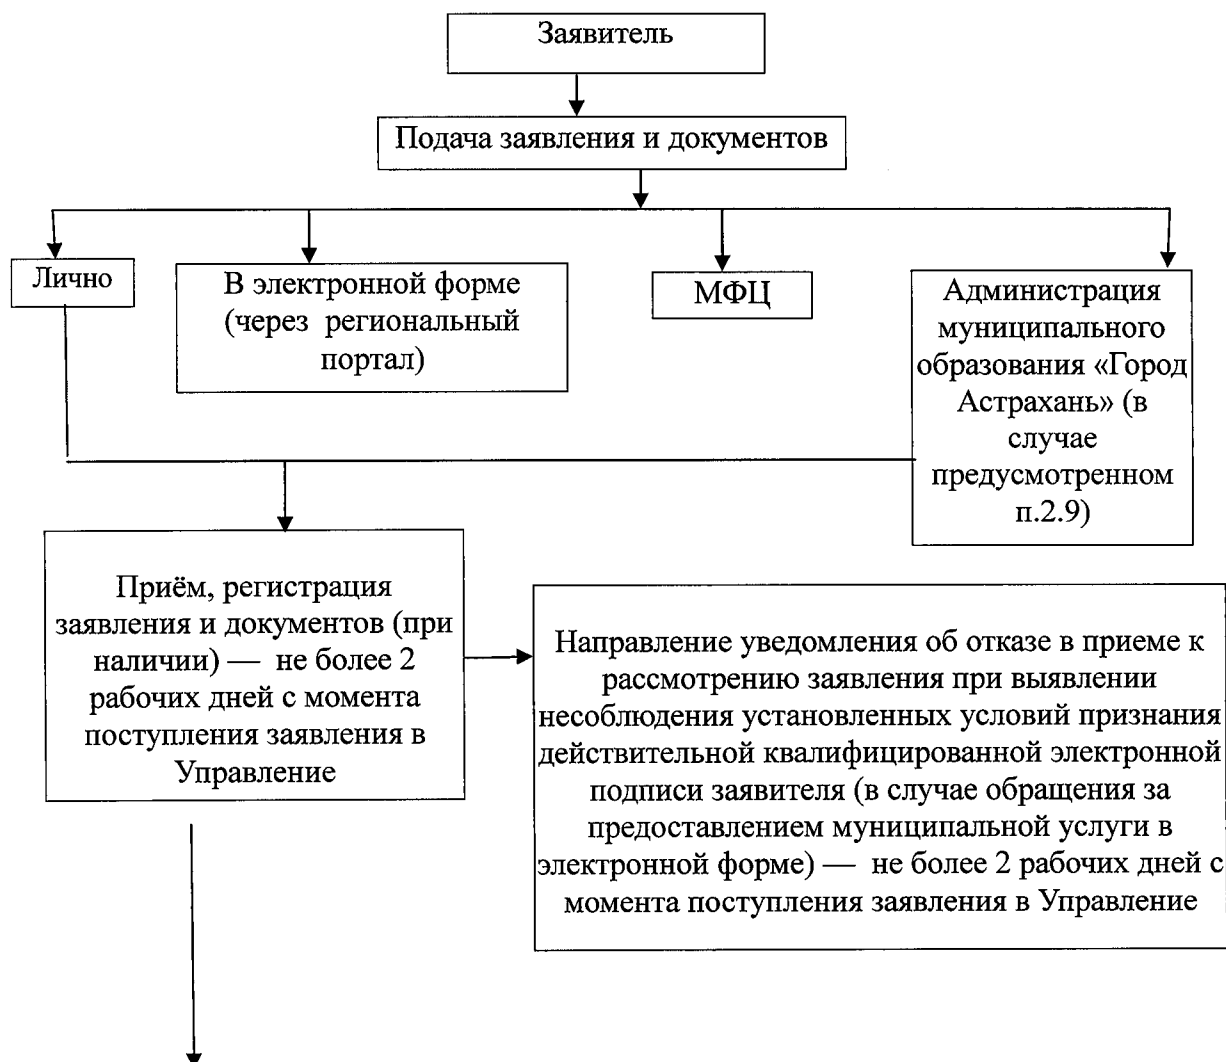 Заявитель
Подача заявления и документов
Лично
В электронной форме
(через региональный
портал)
МФЦ
Администрация
муниципального
образования «Город
Астрахань» (в
случае
предусмотренном
п.2.9)
Приём, регистрация
заявления и документов (при
наличии) — не более 2
рабочих дней с момента
поступления заявления в
Управление
Направление уведомления об отказе в приеме к
рассмотрению заявления при выявлении
несоблюдения установленных условий признания
действительной квалифицированной электронной
подписи заявителя (в случае обращения за
предоставлением муниципальной услуги в
электронной форме) — не более 2 рабочих дней с
момента поступления заявления в Управление